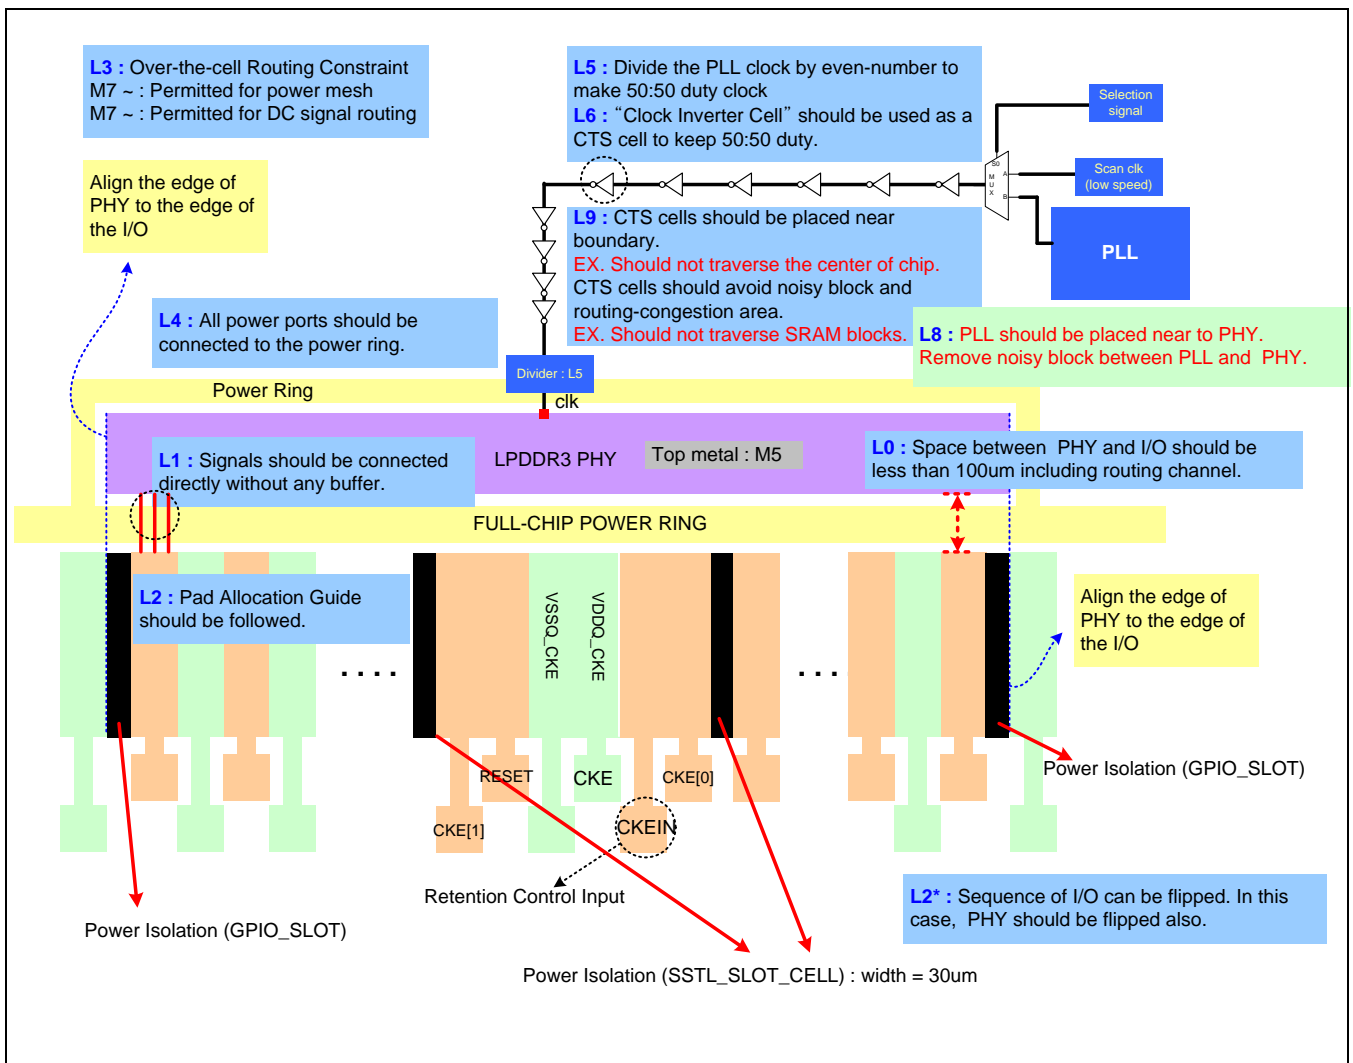 L3 : Over-the-cell Routing Constraint
M7 ~ : Permitted for power mesh
M7 ~ : Permitted for DC signal routing
L5 : Divide the PLL clock by even-number to
make 50:50 duty clock
L6 : “Clock Inverter Cell” should be used as a
CTS cell to keep 50:50 duty.
Selection
signal
Scan clk
(low speed)
S0
MUX
A
B
PLL
Align the edge of
PHY to the edge of
the I/O
L9 : CTS cells should be placed near
boundary.
EX. Should not traverse the center of chip.
CTS cells should avoid noisy block and
routing-congestion area.
EX. Should not traverse SRAM blocks.
L4 : All power ports should be
connected to the power ring.
L8 : PLL should be placed near to PHY.
Remove noisy block between PLL and PHY.
Divider : L5
Power Ring
clk
L1 : Signals should be connected
directly without any buffer.
LPDDR3 PHY
Top metal : M5
L0 : Space between PHY and I/O should be
less than 100um including routing channel.
FULL-CHIP POWER RING
L2 : Pad Allocation Guide
should be followed.
VSSQ_CKE
VDDQ_CKE
Align the edge of
PHY to the edge of
the I/O
. . . .
. . .
RESET
CKE
CKE[0]
Power Isolation (GPIO_SLOT)
CKE[1]
CKEIN
Retention Control Input
L2* : Sequence of I/O can be flipped. In this
case, PHY should be flipped also.
Power Isolation (GPIO_SLOT)
Power Isolation (SSTL_SLOT_CELL) : width = 30um